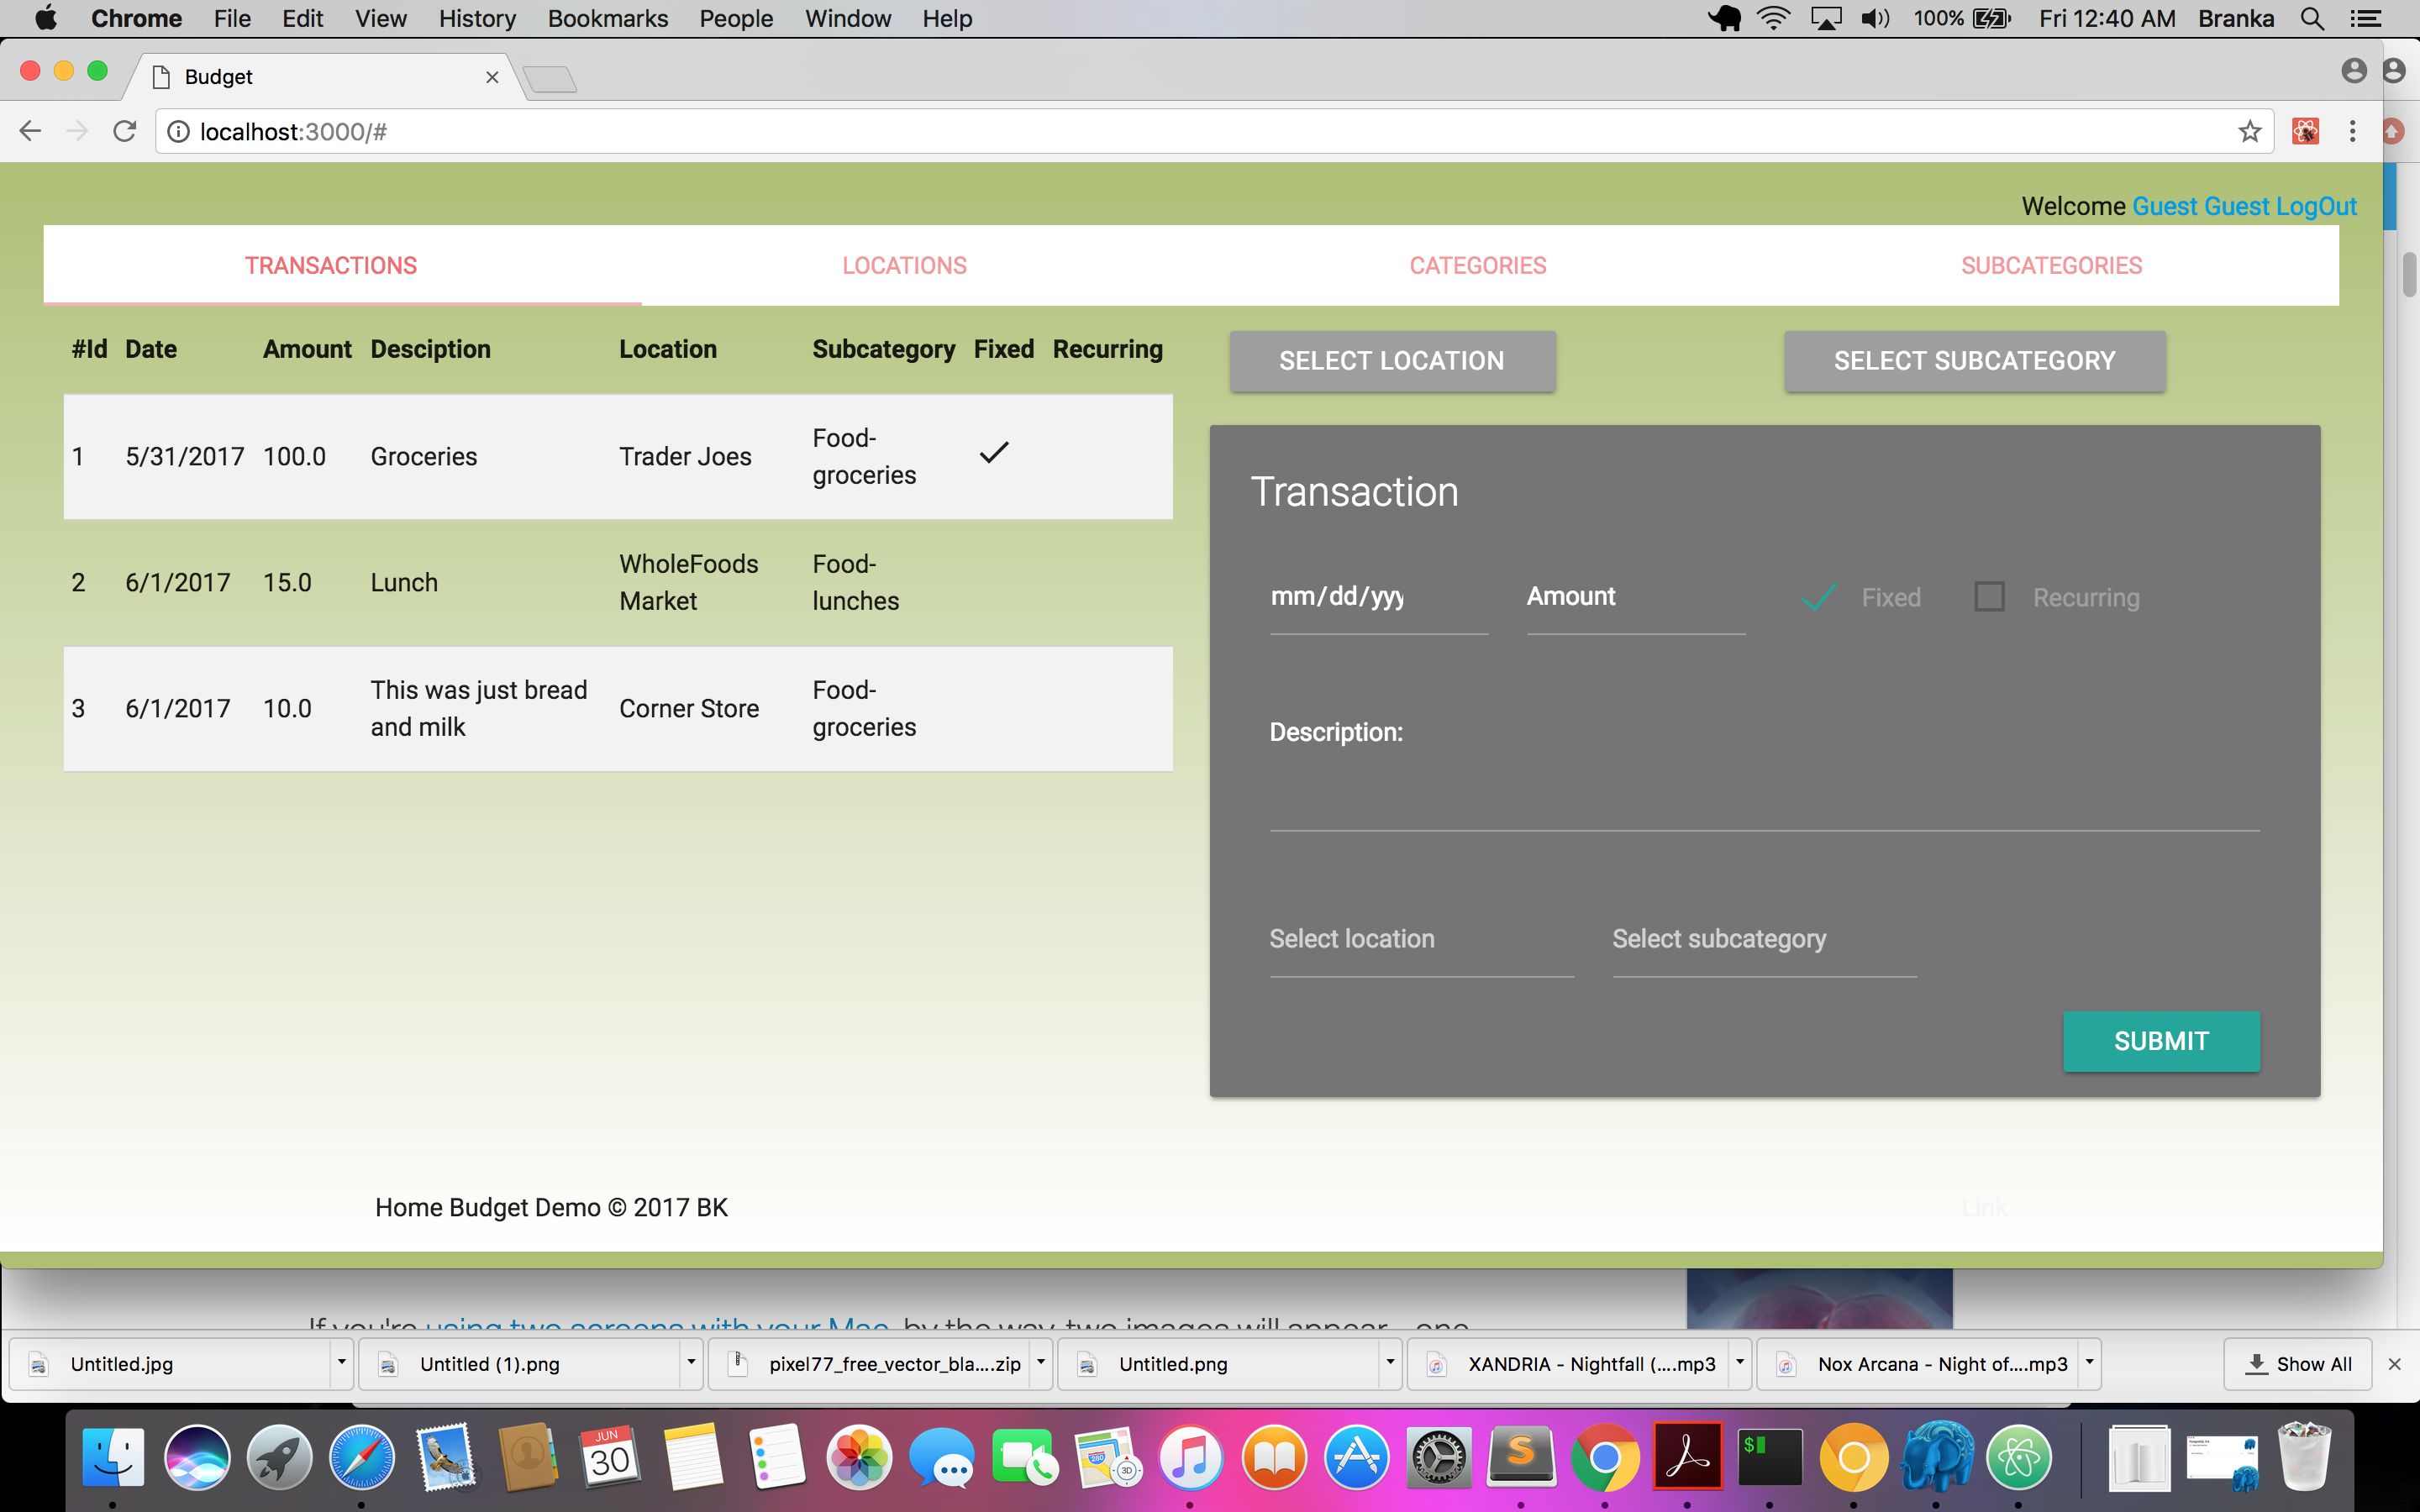 Chrome File Edit View History Bookmarks People Window Help 100% Fri 12:40 AM Branka
Budget
localhost:3000/#
Welcome Guest Guest LogOut
TRANSACTIONS LOCATIONS CATEGORIES SUBCATEGORIES
#Id Date Amount Desciption Location Subcategory Fixed Recurring
SELECT LOCATION SELECT SUBCATEGORY
1 5/31/2017 100.0 Groceries Trader Joes Food-
groceries
2 6/1/2017 15.0 Lunch WholeFoods Food-
Market lunches
3 6/1/2017 10.0 This was just bread Corner Store Food-
and milk groceries
Transaction
mm/dd/yyy Amount Fixed Recurring
Description:
Select location Select subcategory
SUBMIT
Home Budget Demo © 2017 BK Link
If you're using two screens with your Mac, by the way, two images will appear - one
Untitled.jpg Untitled (1).png pixel77_free_vector_bla....zip Untitled.png XANDRIA - Nightfall (....mp3 Nox Arcana - Night of....mp3 Show All
JUN
30
280
3D
S
$